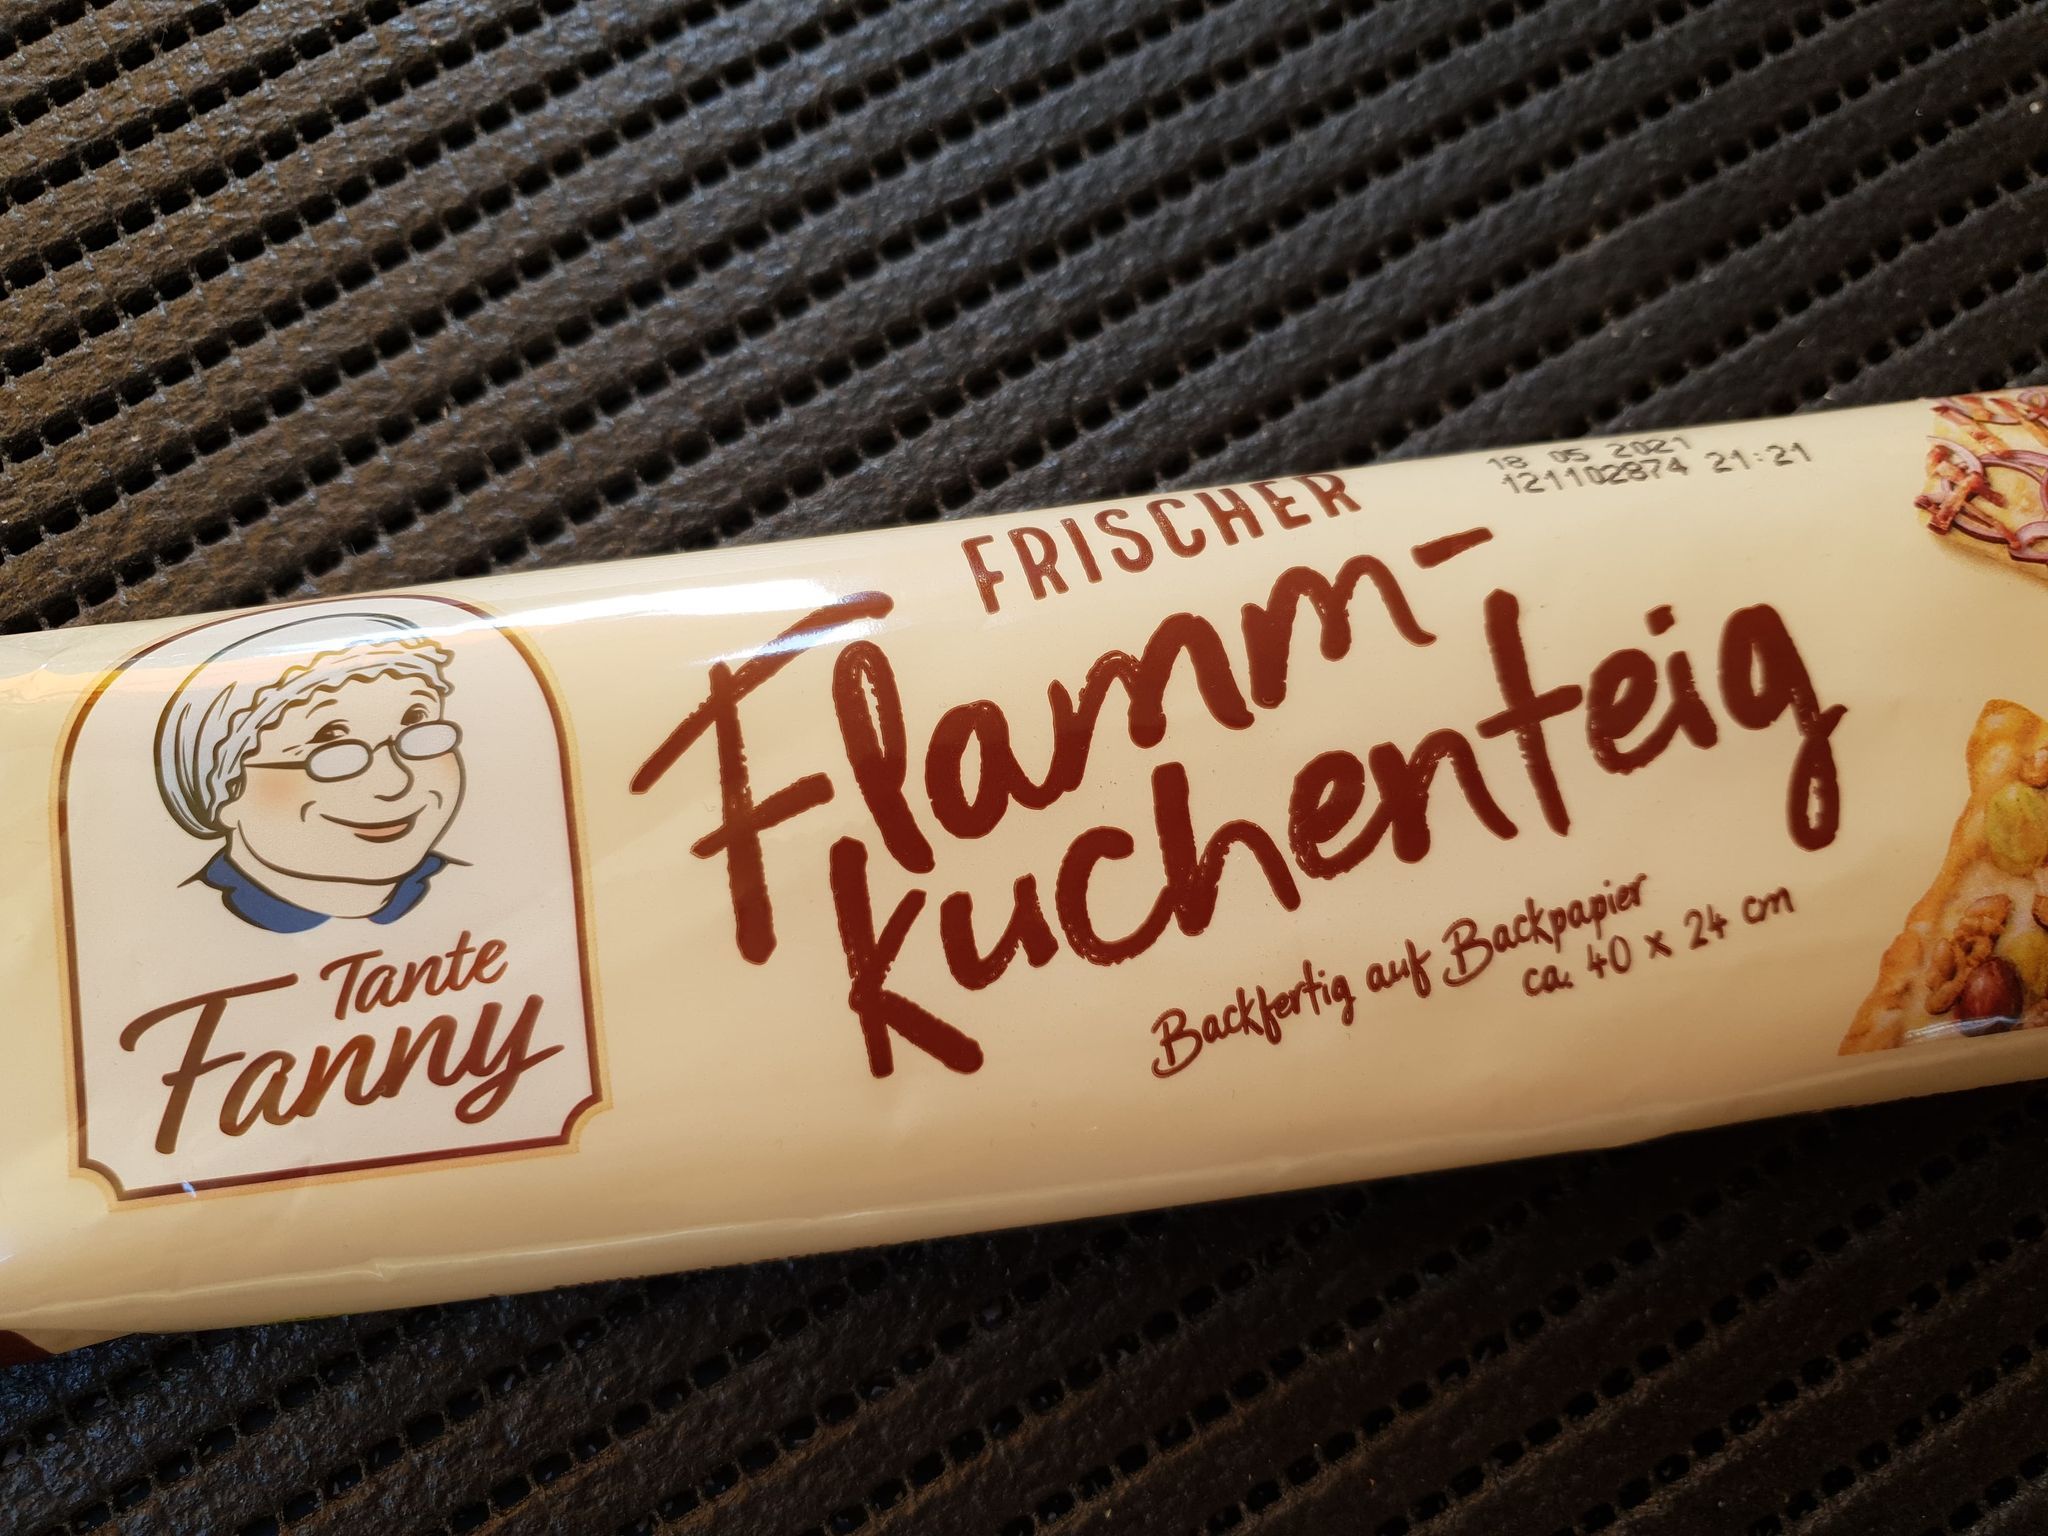 Tante
Fanny
FRISCHER
Flamm-
kuchenteig
Backfertig auf Backpapier
ca. 40 x 24 cm
18 05 2021
121102874 21:21